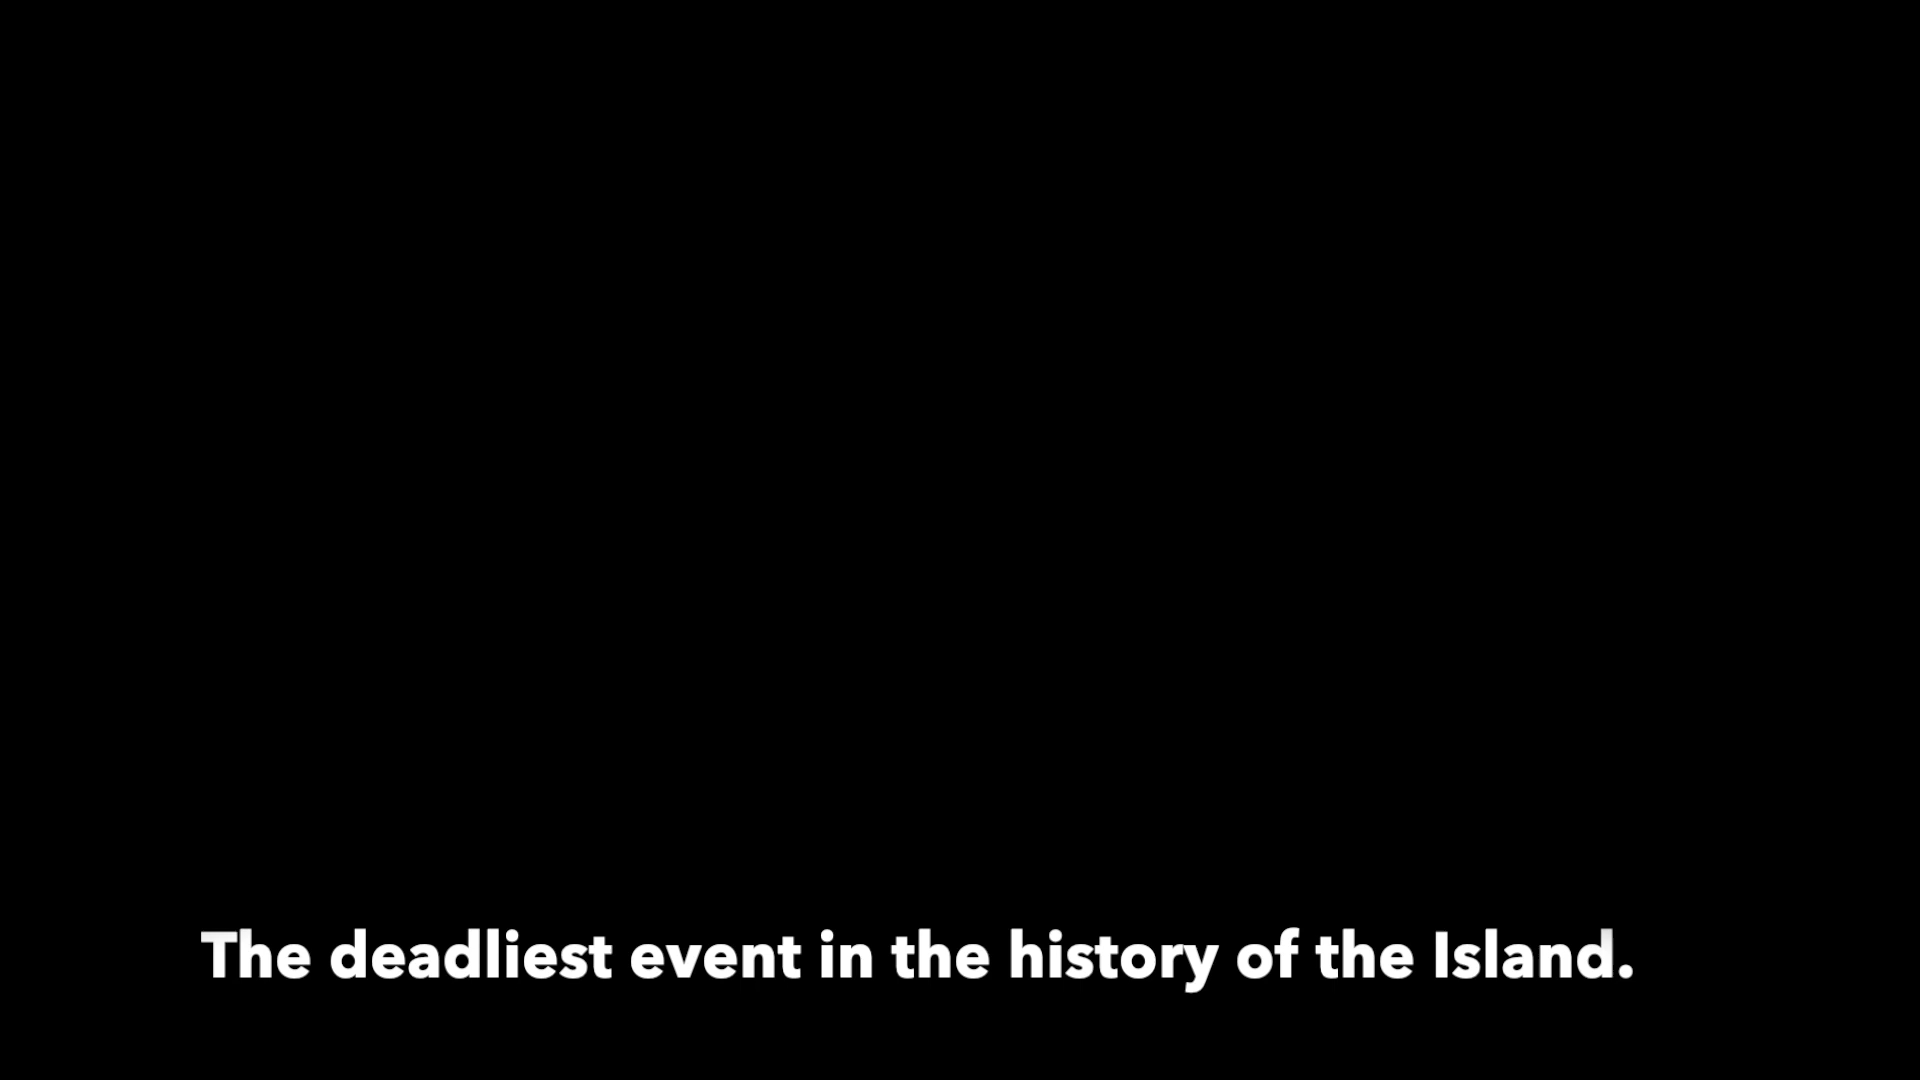 The deadliest event in the history of the Island.